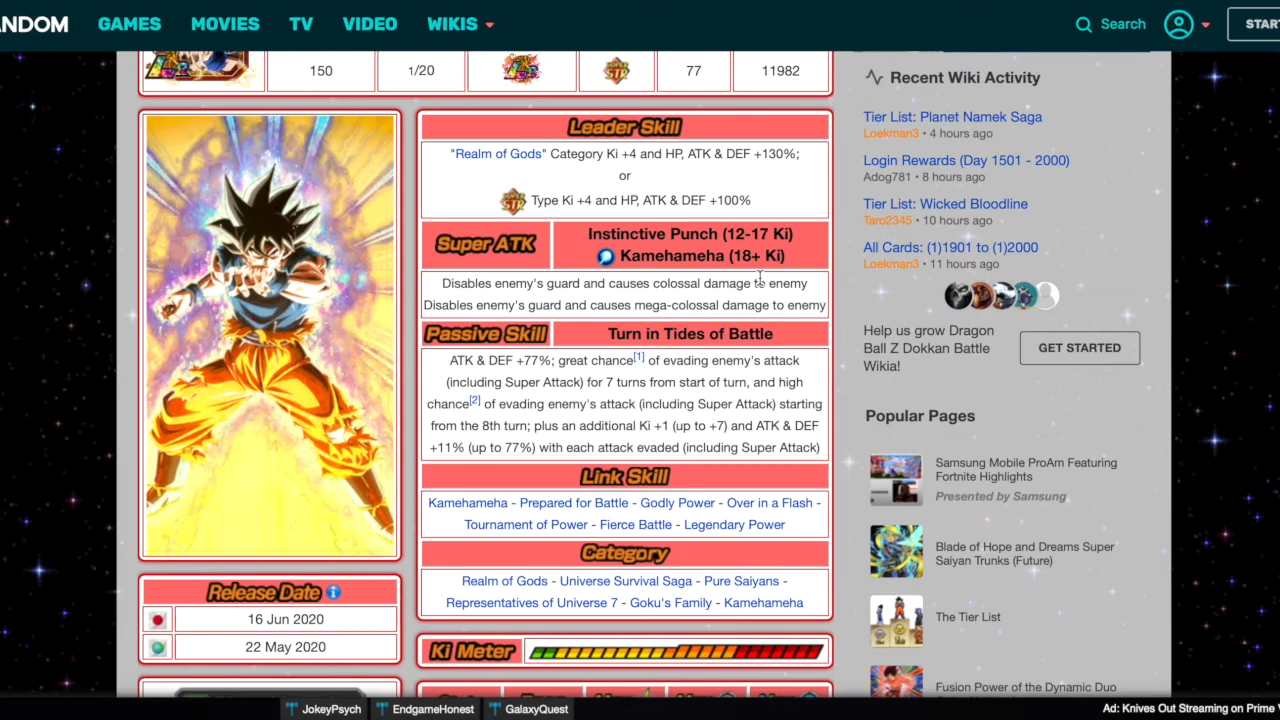 ANDOM
GAMES
MOVIES
TV
VIDEO
WIKIS
Search
START
LR
150
1/20
LR
SUPER STR
77
11982
Leader Skill
"Realm of Gods" Category Ki +4 and HP, ATK & DEF +130%;
or
SUPER STR Type Ki +4 and HP, ATK & DEF +100%
Super ATK
Instinctive Punch (12-17 Ki)
Kamehameha (18+ Ki)
Disables enemy's guard and causes colossal damage to enemy
Disables enemy's guard and causes mega-colossal damage to enemy
Passive Skill
Turn in Tides of Battle
ATK & DEF +77%; great chance[1] of evading enemy's attack
(including Super Attack) for 7 turns from start of turn, and high
chance[2] of evading enemy's attack (including Super Attack) starting
from the 8th turn; plus an additional Ki +1 (up to +7) and ATK & DEF
+11% (up to 77%) with each attack evaded (including Super Attack)
Link Skill
Kamehameha - Prepared for Battle - Godly Power - Over in a Flash -
Tournament of Power - Fierce Battle - Legendary Power
Category
Realm of Gods - Universe Survival Saga - Pure Saiyans -
Representatives of Universe 7 - Goku's Family - Kamehameha
Release Date
16 Jun 2020
22 May 2020
Ki Meter
Recent Wiki Activity
Tier List: Planet Namek Saga
Loekman3 • 4 hours ago
Login Rewards (Day 1501 - 2000)
Adog781 • 8 hours ago
Tier List: Wicked Bloodline
Taro2345 • 10 hours ago
All Cards: (1)1901 to (1)2000
Loekman3 • 11 hours ago
Help us grow Dragon
Ball Z Dokkan Battle
Wikia!
GET STARTED
Popular Pages
Samsung Mobile ProAm Featuring
Fortnite Highlights
Presented by Samsung
Blade of Hope and Dreams Super
Saiyan Trunks (Future)
The Tier List
Fusion Power of the Dynamic Duo
JokeyPsych
EndgameHonest
GalaxyQuest
Ad: Knives Out Streaming on Prime V